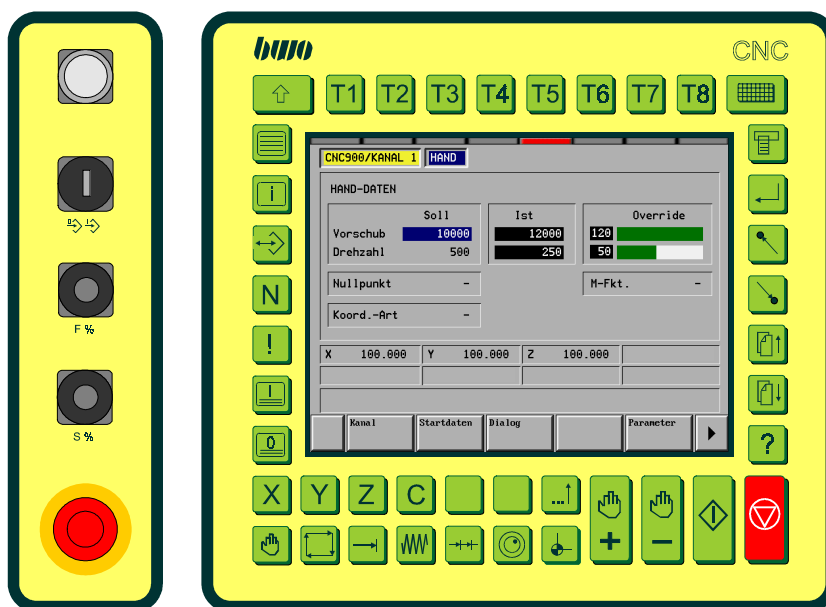 bwo
CNC
T1 T2 T3 T4 T5 T6 T7 T8
CNC900/KANAL 1 HAND
HAND-DATEN
Soll Ist Override
Vorschub 10000 12000 120
Drehzahl 500 250 50
Nullpunkt - M-Fkt. -
Koord.-Art -
X 100.000 Y 100.000 Z 100.000
Kanal Startdaten Dialog Parameter
i
N
!
I
0
?
X Y Z C ...↑
+ −
0 I
F %
S %